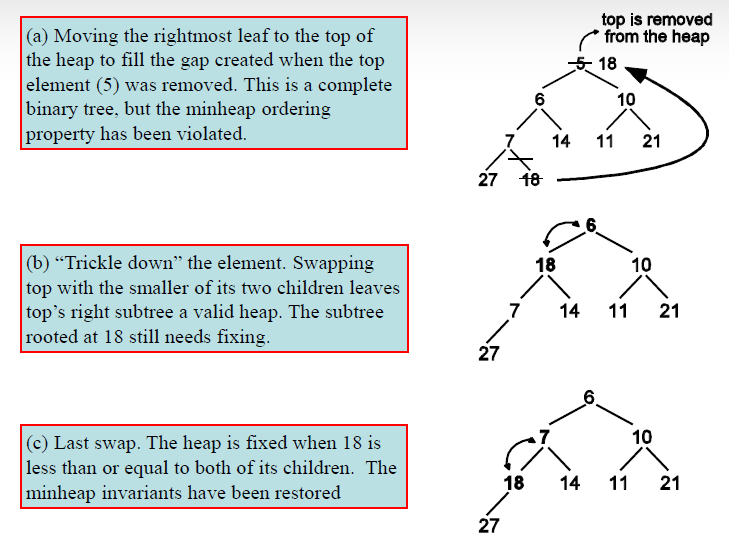 (a) Moving the rightmost leaf to the top of
the heap to fill the gap created when the top
element (5) was removed. This is a complete
binary tree, but the minheap ordering
property has been violated.
top is removed
from the heap
5 18
6 10
7 14 11 21
27 18
(b) “Trickle down” the element. Swapping
top with the smaller of its two children leaves
top’s right subtree a valid heap. The subtree
rooted at 18 still needs fixing.
6
18 10
7 14 11 21
27
(c) Last swap. The heap is fixed when 18 is
less than or equal to both of its children. The
minheap invariants have been restored
6
7 10
18 14 11 21
27